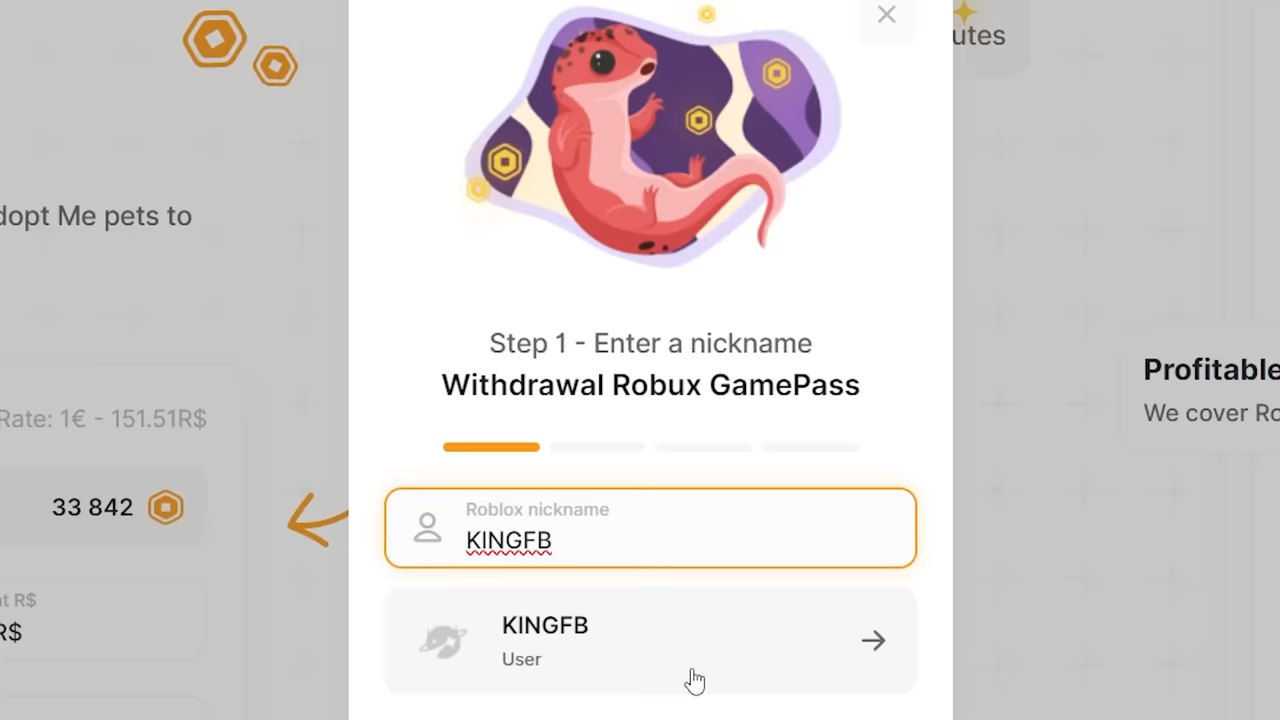 utes
dopt Me pets to
Rate: 1€ - 151.51R$
33 842
nt R$
R$
Step 1 - Enter a nickname
Withdrawal Robux GamePass
Roblox nickname
KINGFB
KINGFB
User
Profitable
We cover Ro